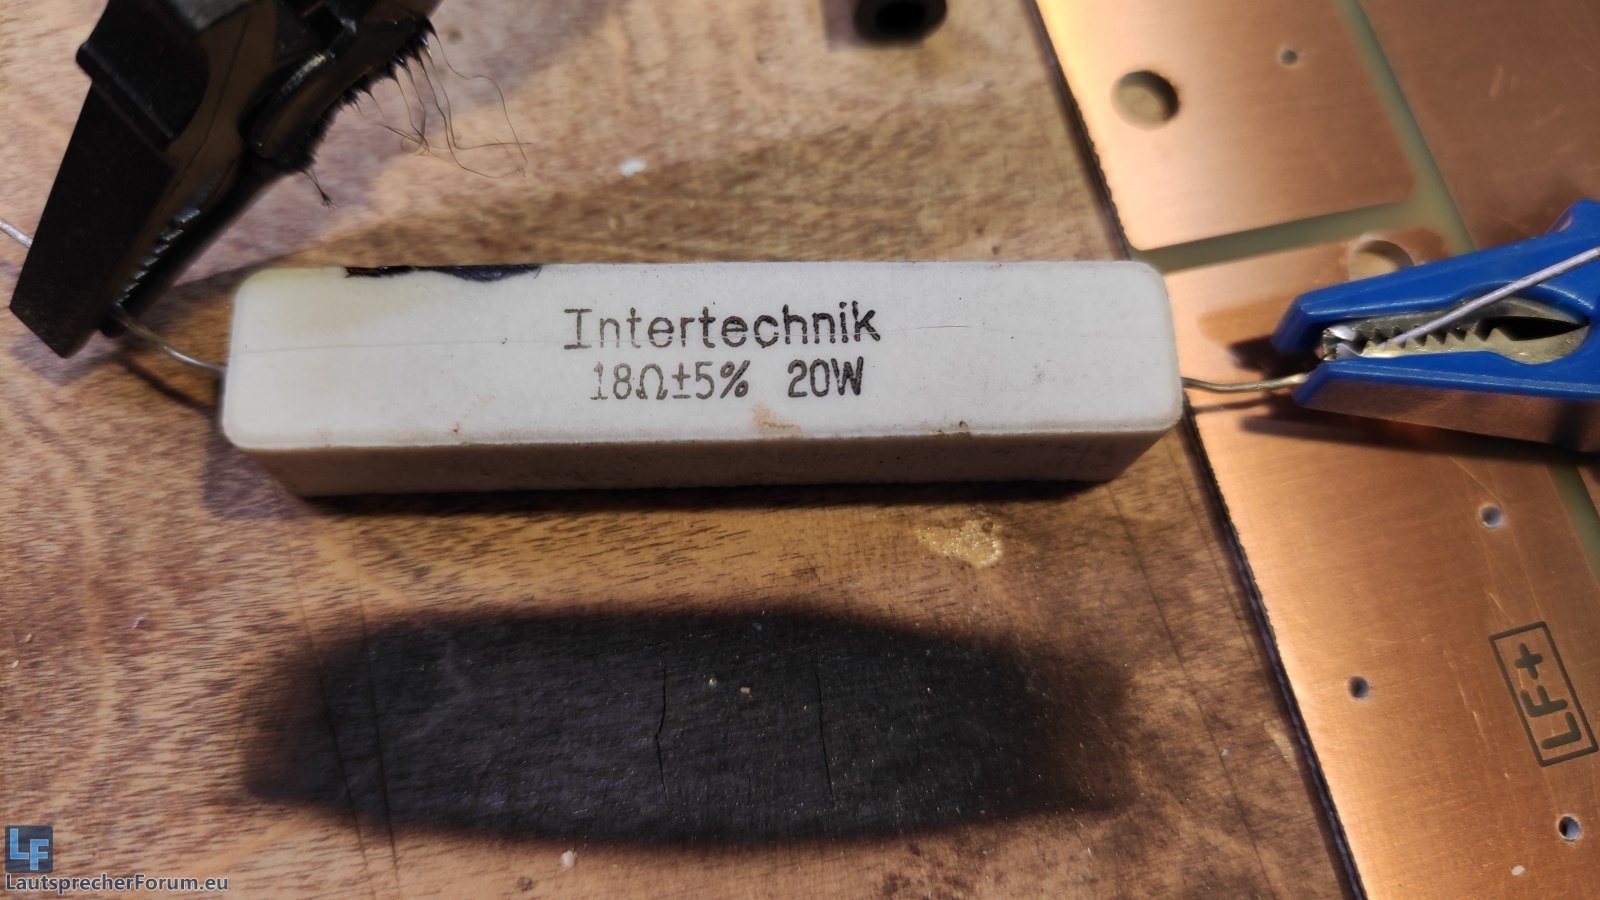 Intertechnik
18Ω±5% 20W
LF+
LF
LautsprecherForum.eu